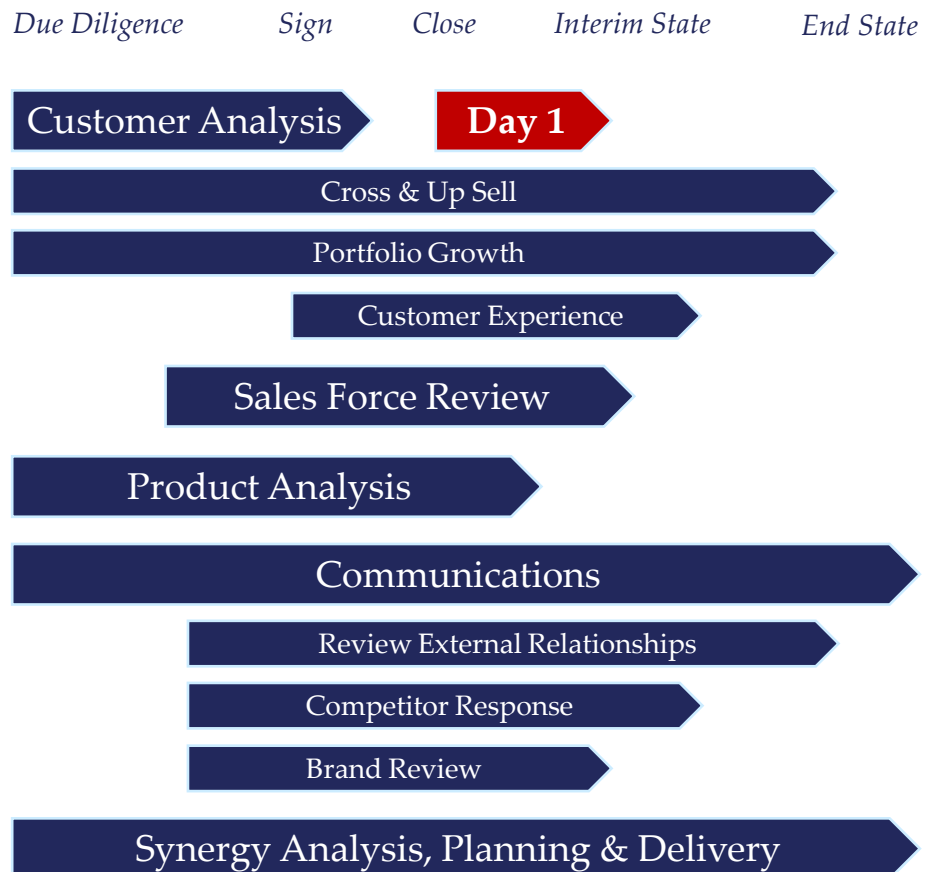 Due Diligence Sign Close Interim State End State
Customer Analysis Day 1
Cross & Up Sell
Portfolio Growth
Customer Experience
Sales Force Review
Product Analysis
Communications
Review External Relationships
Competitor Response
Brand Review
Synergy Analysis, Planning & Delivery